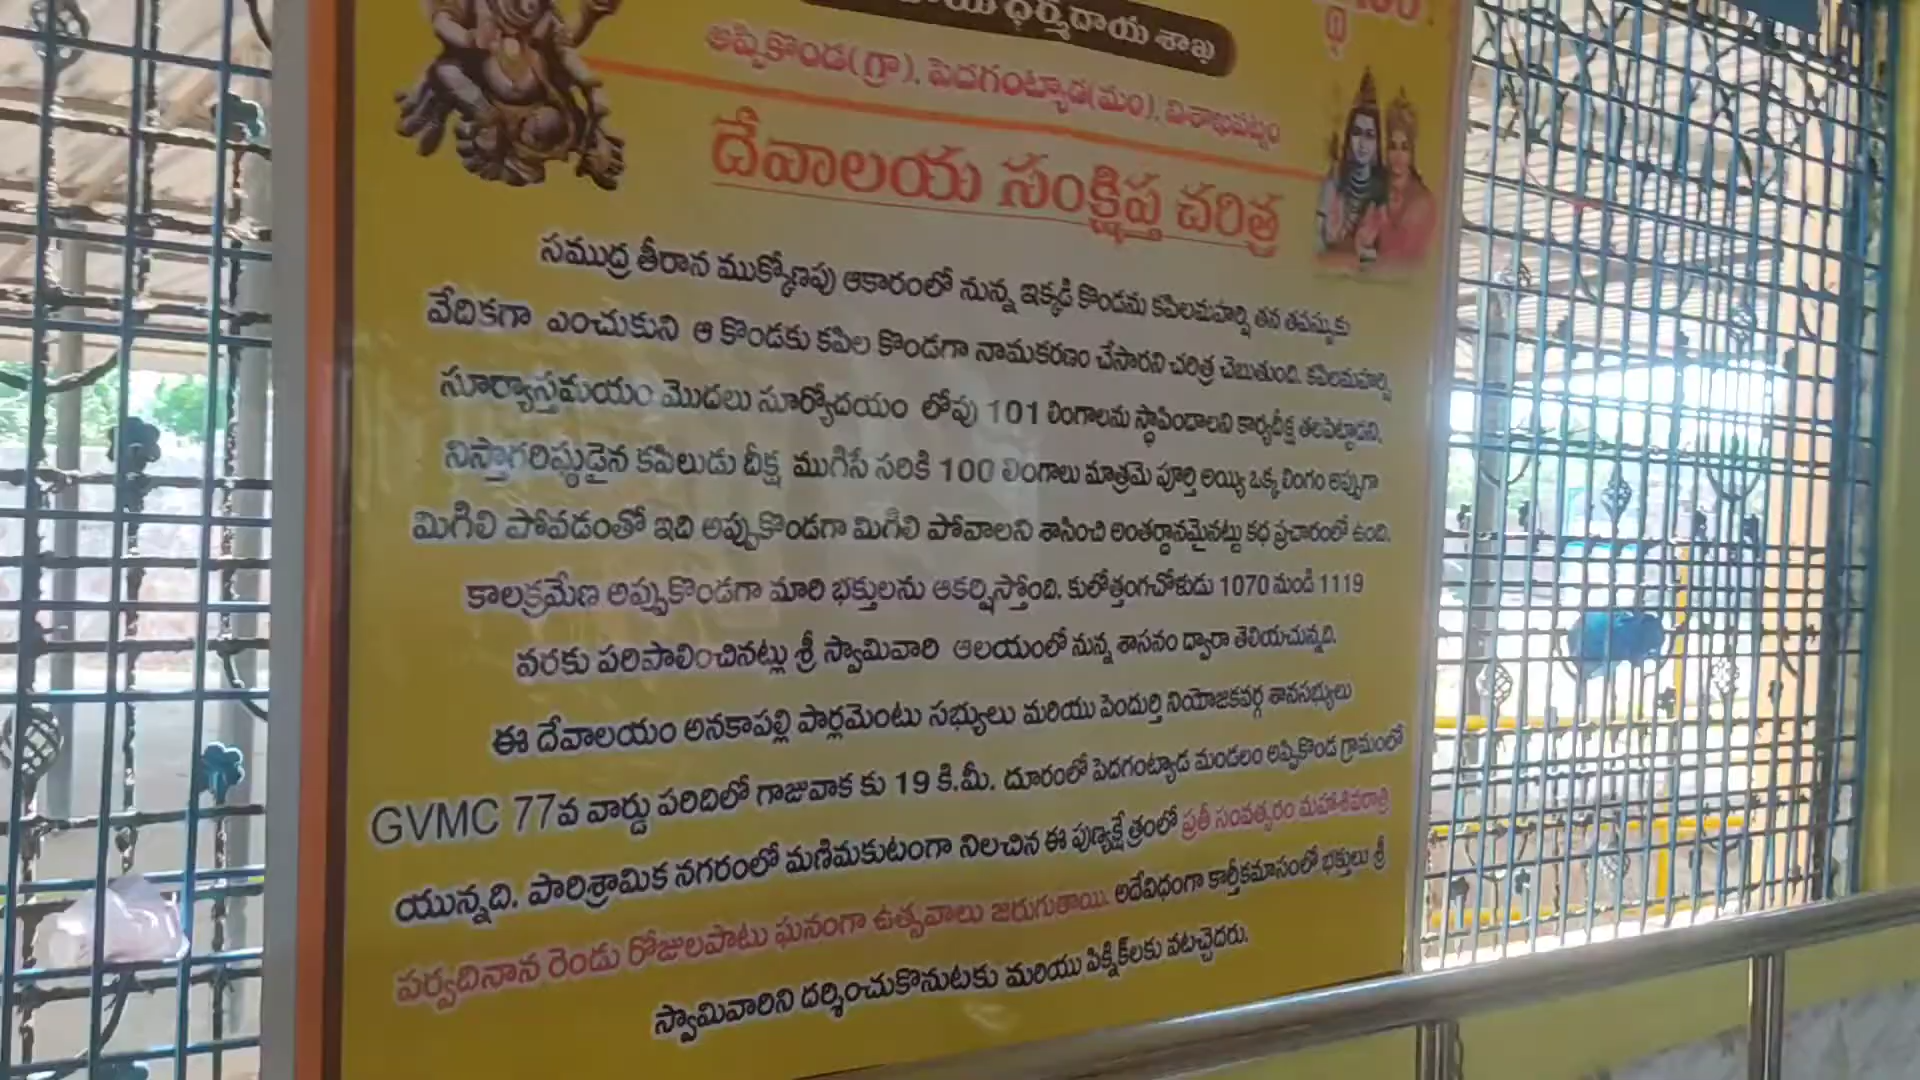 ధర్మదాయ శాఖ
అప్పికొండ(గ్రా), పెదగంట్యాడ(మం), విశాఖపట్నం
దేవాలయ సంక్షిప్త చరిత్ర
సముద్ర తీరాన ముక్కోణపు ఆకారంలో నున్న ఇక్కడి కొండను కపిలమహర్షి తన తపస్సుకు
వేదికగా ఎంచుకుని ఆ కొండకు కపిల కొండగా నామకరణం చేసారని చరిత్ర చెబుతుంది. కపిలమహర్షి
సూర్యాస్తమయం మొదలు సూర్యోదయం లోపు 101 లింగాలను స్థాపించాలని కార్యదీక్ష తలపెట్టాడని,
నిస్తాగరిష్ఠుడైన కపిలుడు దీక్ష ముగిసే సరికి 100 లింగాలు మాత్రమె పూర్తి అయ్యి ఒక్క లింగం అప్పుగా
మిగిలి పోవడంతో ఇది అప్పుకొండగా మిగిలి పోవాలని శాసించి అంతర్ధానమైనట్టు కథ ప్రచారంలో ఉంది.
కాలక్రమేణ అప్పుకొండగా మారి భక్తులను ఆకర్షిస్తోంది. కులోత్తంగచోళుడు 1070 నుండి 1119
వరకు పరిపాలించినట్లు శ్రీ స్వామివారి ఆలయంలో నున్న శాసనం ద్వారా తెలియచున్నది.
ఈ దేవాలయం అనకాపల్లి పార్లమెంటు సభ్యులు మరియు పెందుర్తి నియోజకవర్గ శానసభ్యులు
GVMC 77వ వార్డు పరిదిలో గాజువాక కు 19 కి.మీ. దూరంలో పెదగంట్యాడ మండలం అప్పికొండ గ్రామంలో
యున్నది. పారిశ్రామిక నగరంలో మణిమకుటంగా నిలచిన ఈ పుణ్యక్షేత్రంలో ప్రతీ సంవత్సరం మహాశివరాత్రి
పర్వదినాన రెండు రోజులపాటు ఘనంగా ఉత్సవాలు జరుగుతాయి. అదేవిధంగా కార్తీకమాసంలో భక్తులు శ్రీ
స్వామివారిని దర్శించుకొనుటకు మరియు పిక్నిక్‌లకు వటచ్చెదరు.